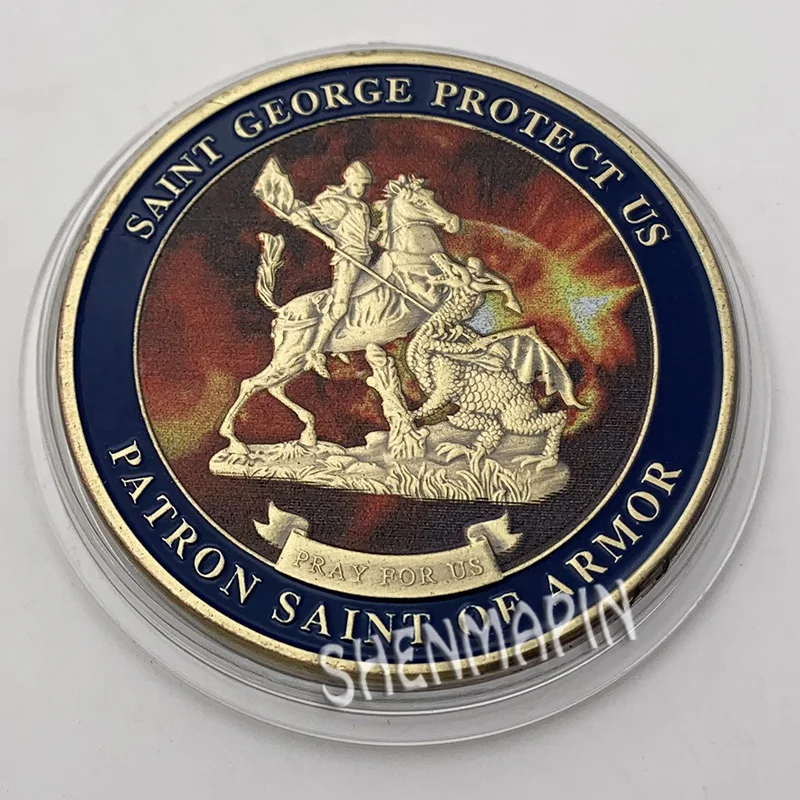 SAINT GEORGE PROTECT US
PRAY FOR US
PATRON SAINT OF ARMOR
SHENMAPIN